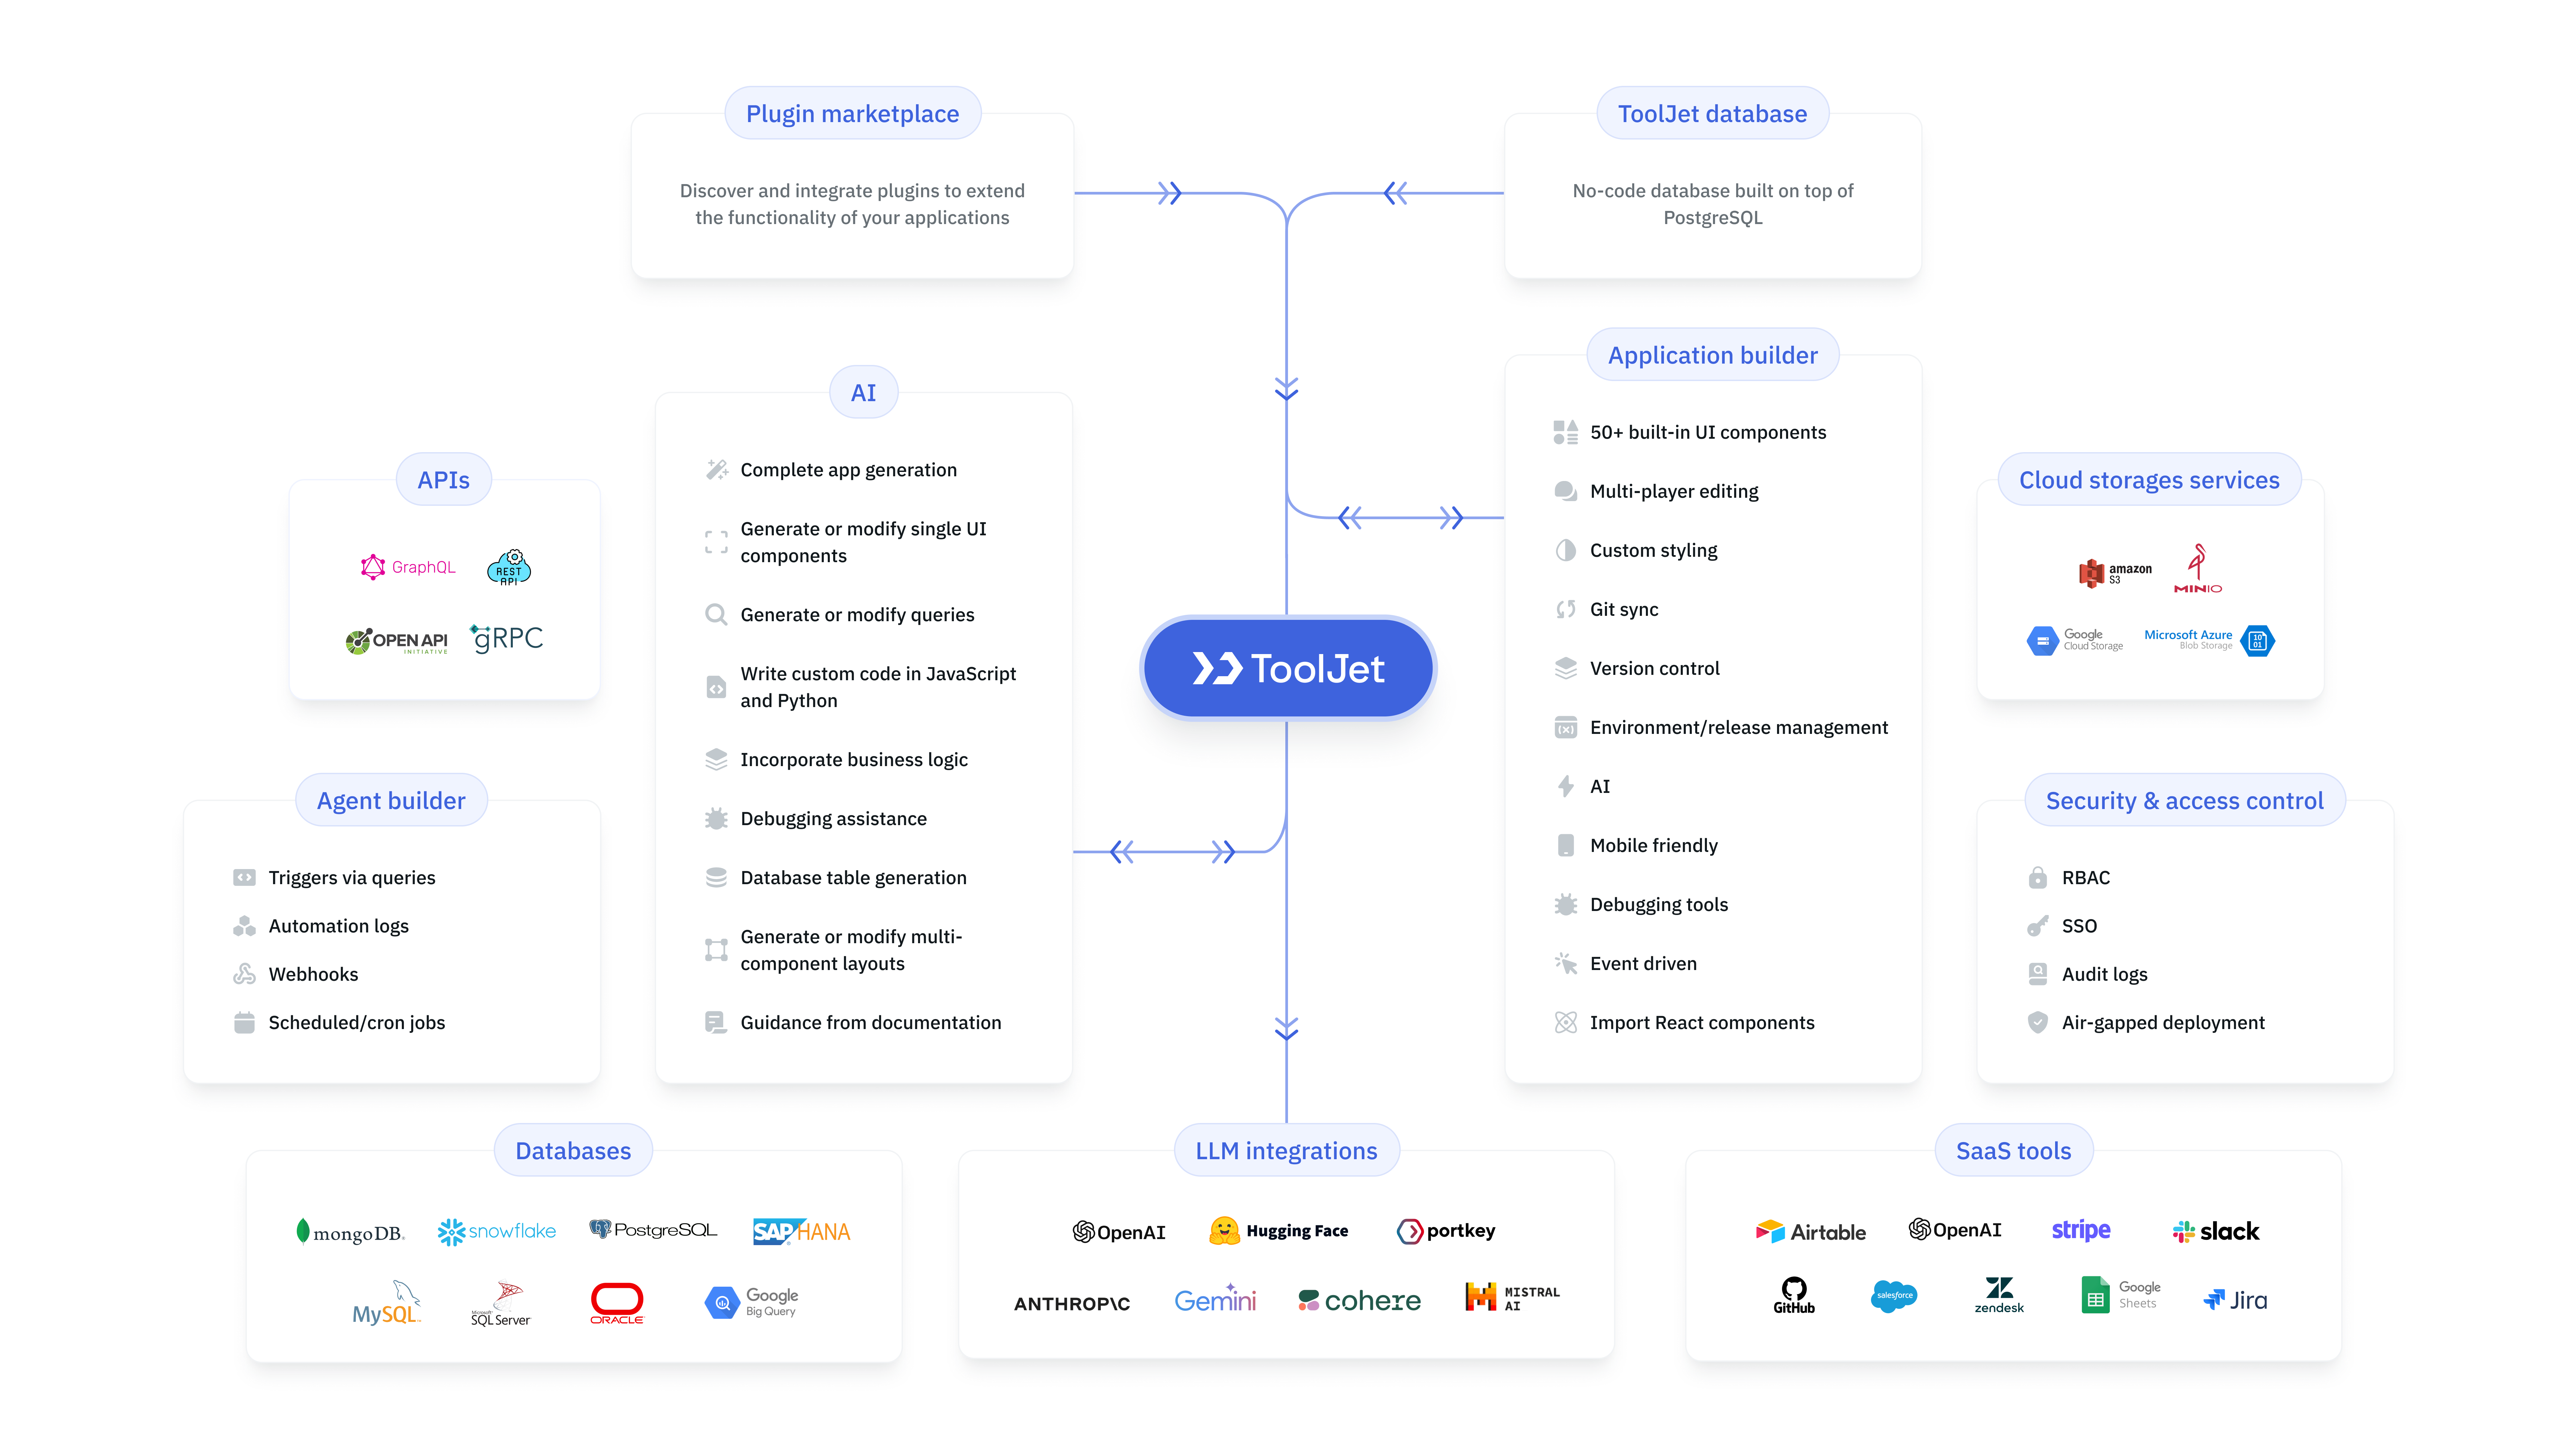 Plugin marketplace
Discover and integrate plugins to extend
the functionality of your applications
ToolJet database
No-code database built on top of
PostgreSQL
APIs
GraphQL
REST
API
OPEN API
INITIATIVE
gRPC
AI
Complete app generation
Generate or modify single UI
components
Generate or modify queries
Write custom code in JavaScript
and Python
Incorporate business logic
Debugging assistance
Database table generation
Generate or modify multi-
component layouts
Guidance from documentation
ToolJet
Application builder
50+ built-in UI components
Multi-player editing
Custom styling
Git sync
Version control
Environment/release management
AI
Mobile friendly
Debugging tools
Event driven
Import React components
Cloud storages services
amazon
S3
MINIO
Google
Cloud Storage
Microsoft Azure
Blob Storage
10
01
Agent builder
Triggers via queries
Automation logs
Webhooks
Scheduled/cron jobs
Security & access control
RBAC
SSO
Audit logs
Air-gapped deployment
Databases
mongoDB.
snowflake
PostgreSQL
SAP HANA
MySQL
Microsoft
SQL Server
ORACLE
Google
Big Query
LLM integrations
OpenAI
Hugging Face
portkey
ANTHROP\C
Gemini
cohere
MISTRAL
AI
SaaS tools
Airtable
OpenAI
stripe
slack
GitHub
salesforce
zendesk
Google
Sheets
Jira